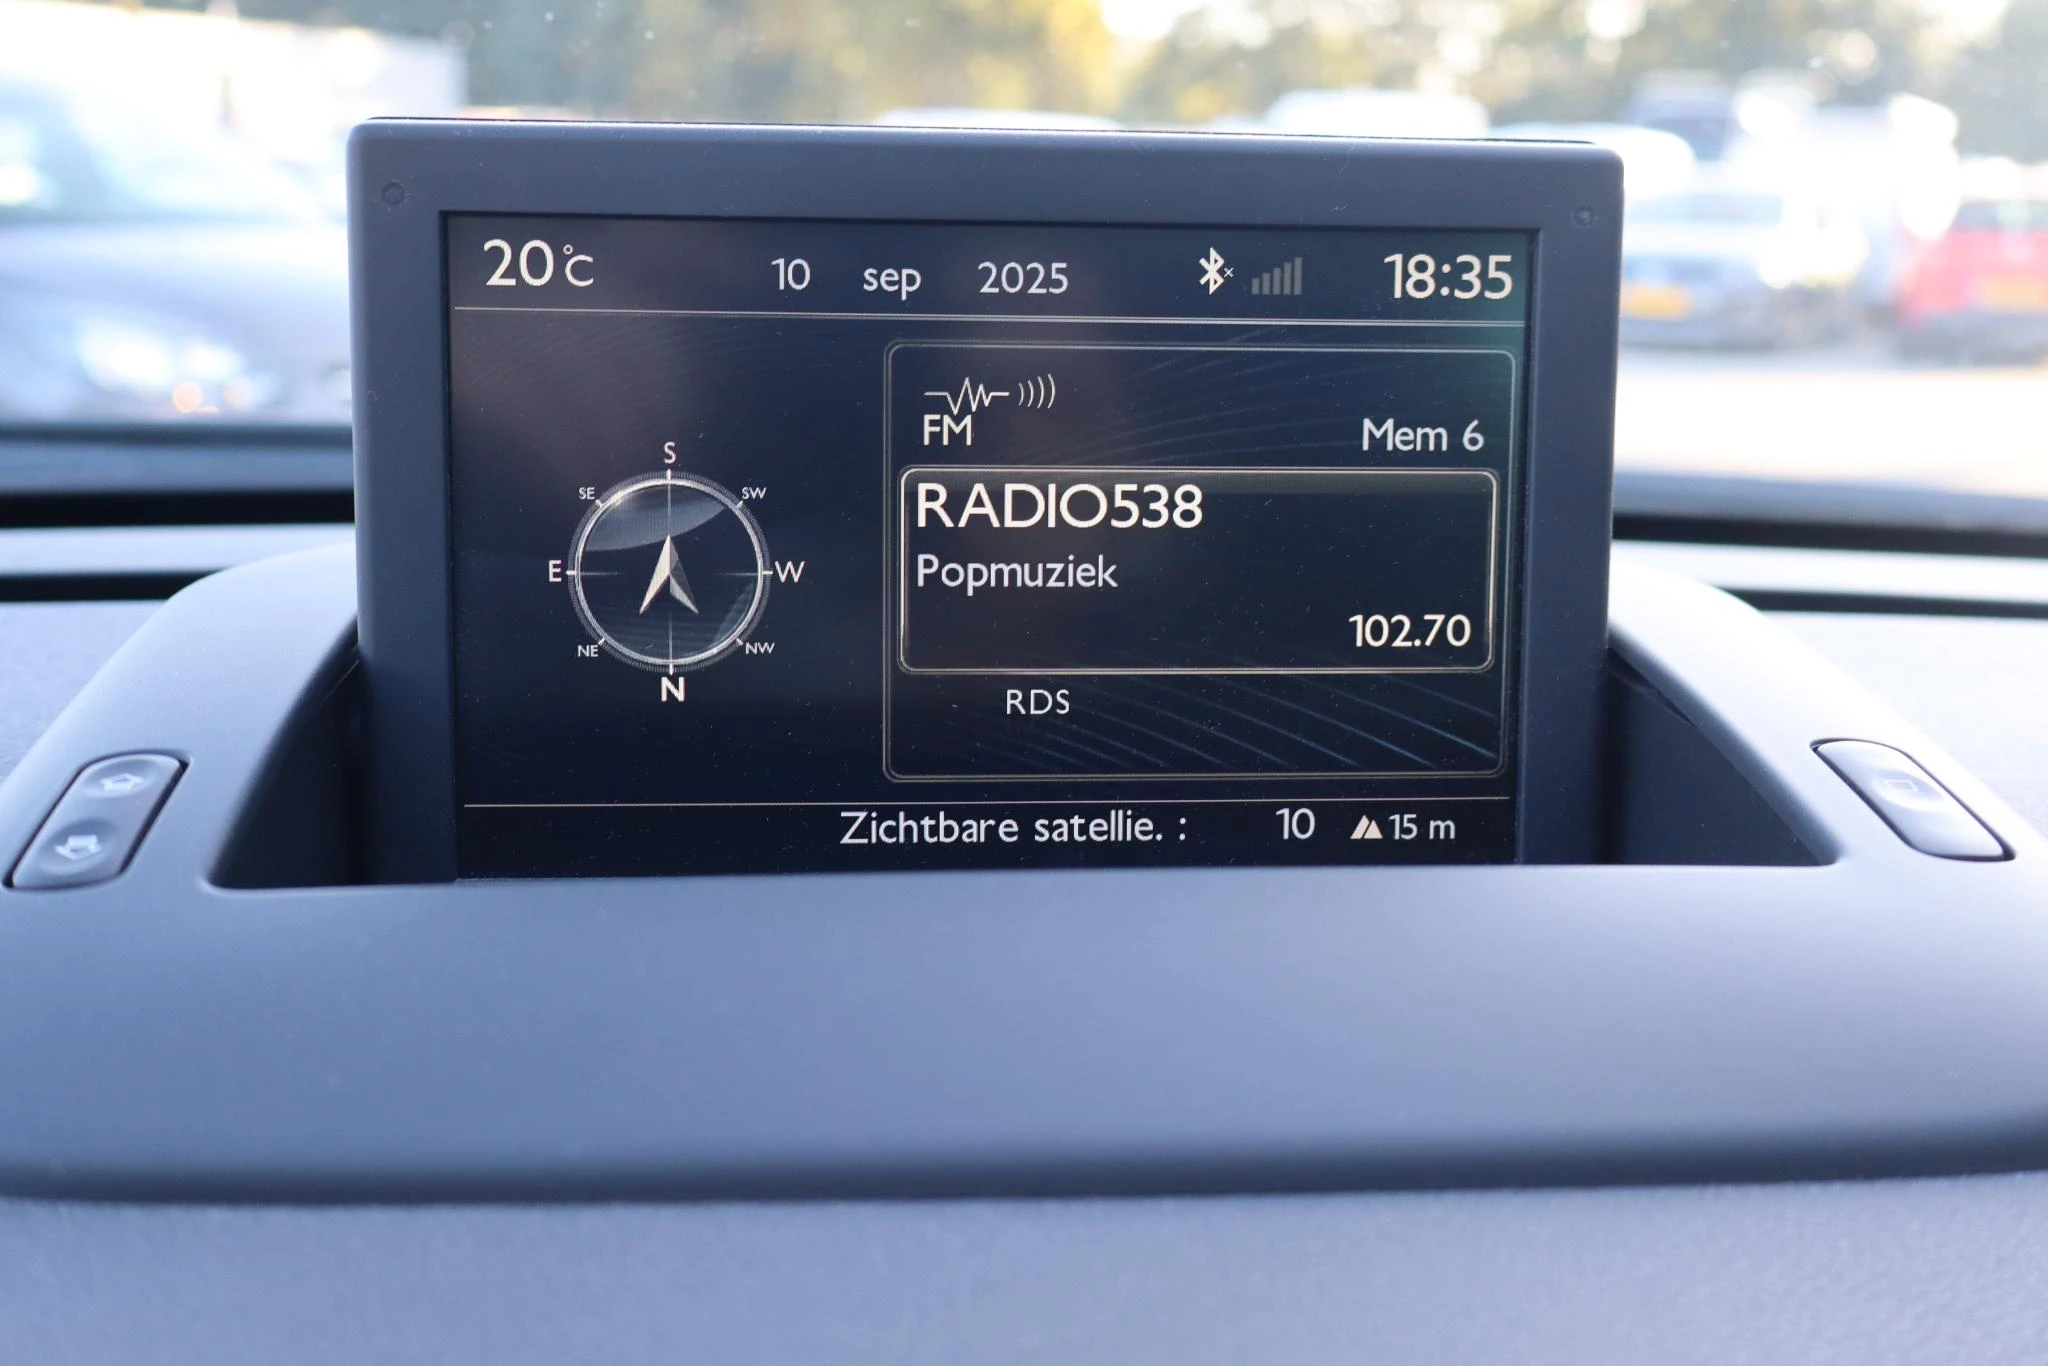 20°C 10 sep 2025 18:35
FM
Mem 6
RADIO538
Popmuziek
102.70
RDS
S
SE SW
E W
NE NW
N
Zichtbare satellie. : 10 15 m